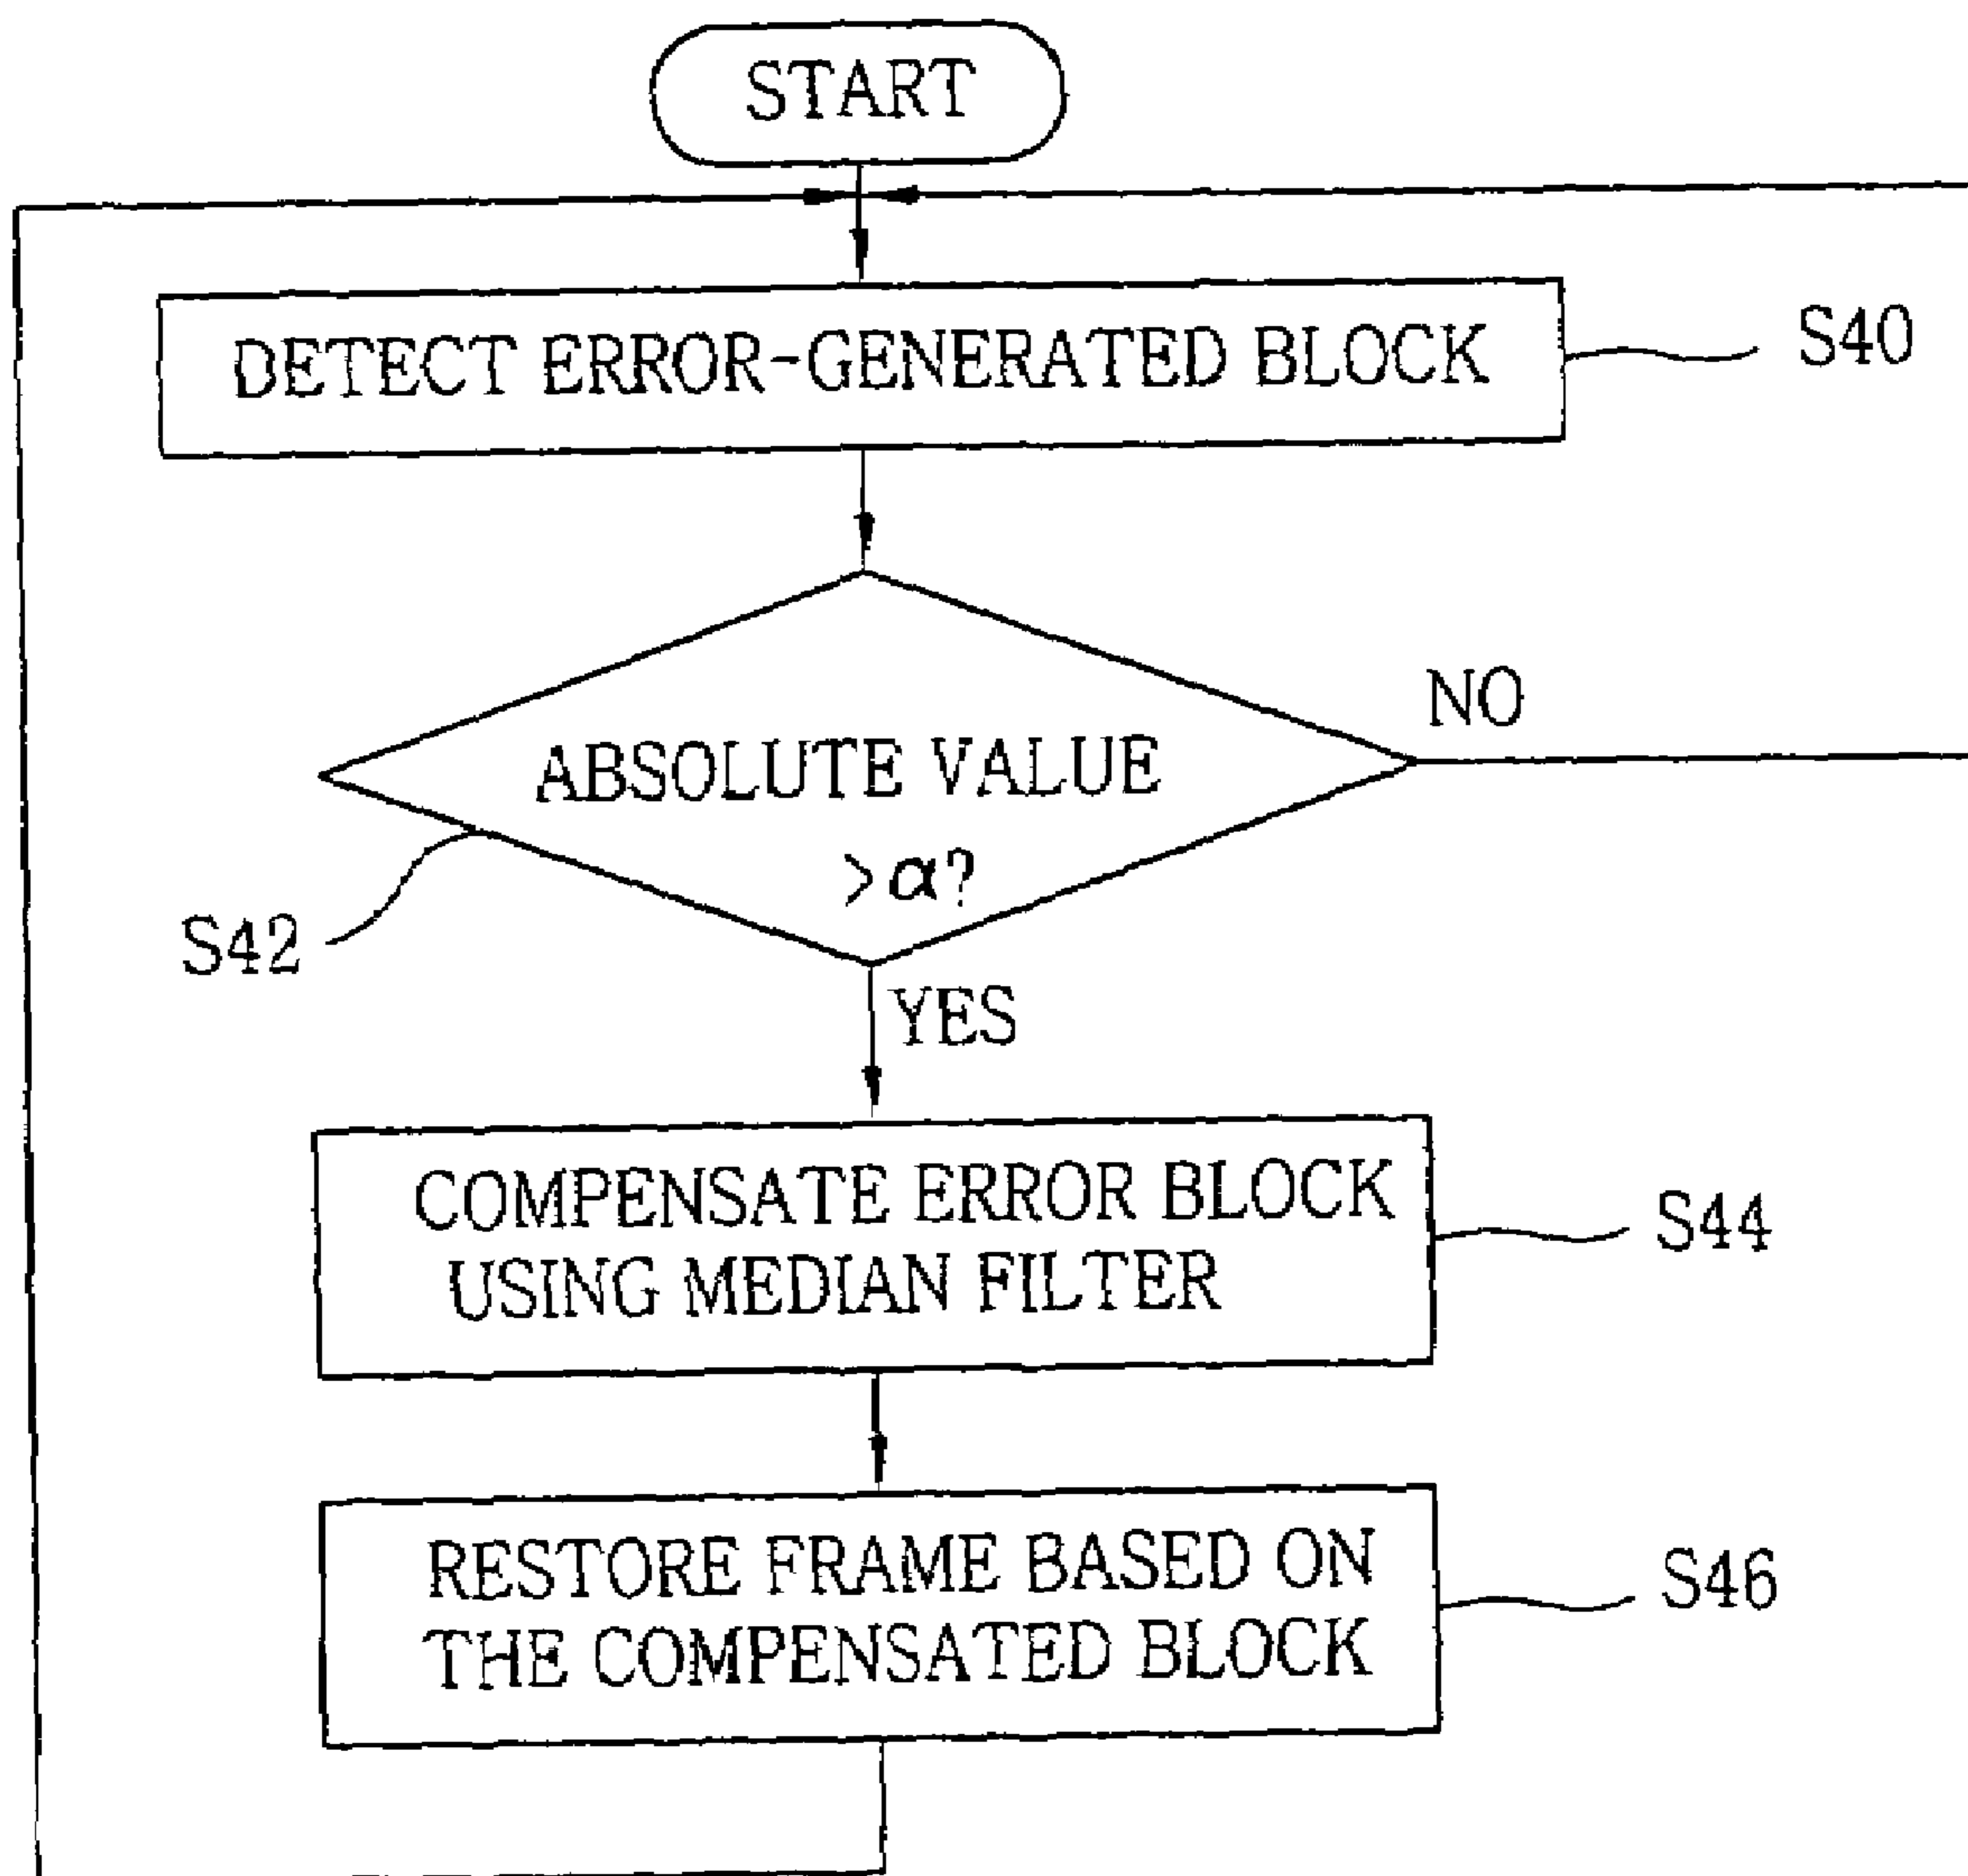 START
DETECT ERROR-GENERATED BLOCK
S40
NO
ABSOLUTE VALUE
>α?
S42
YES
COMPENSATE ERROR BLOCK
USING MEDIAN FILTER
S44
RESTORE FRAME BASED ON
THE COMPENSATED BLOCK
S46